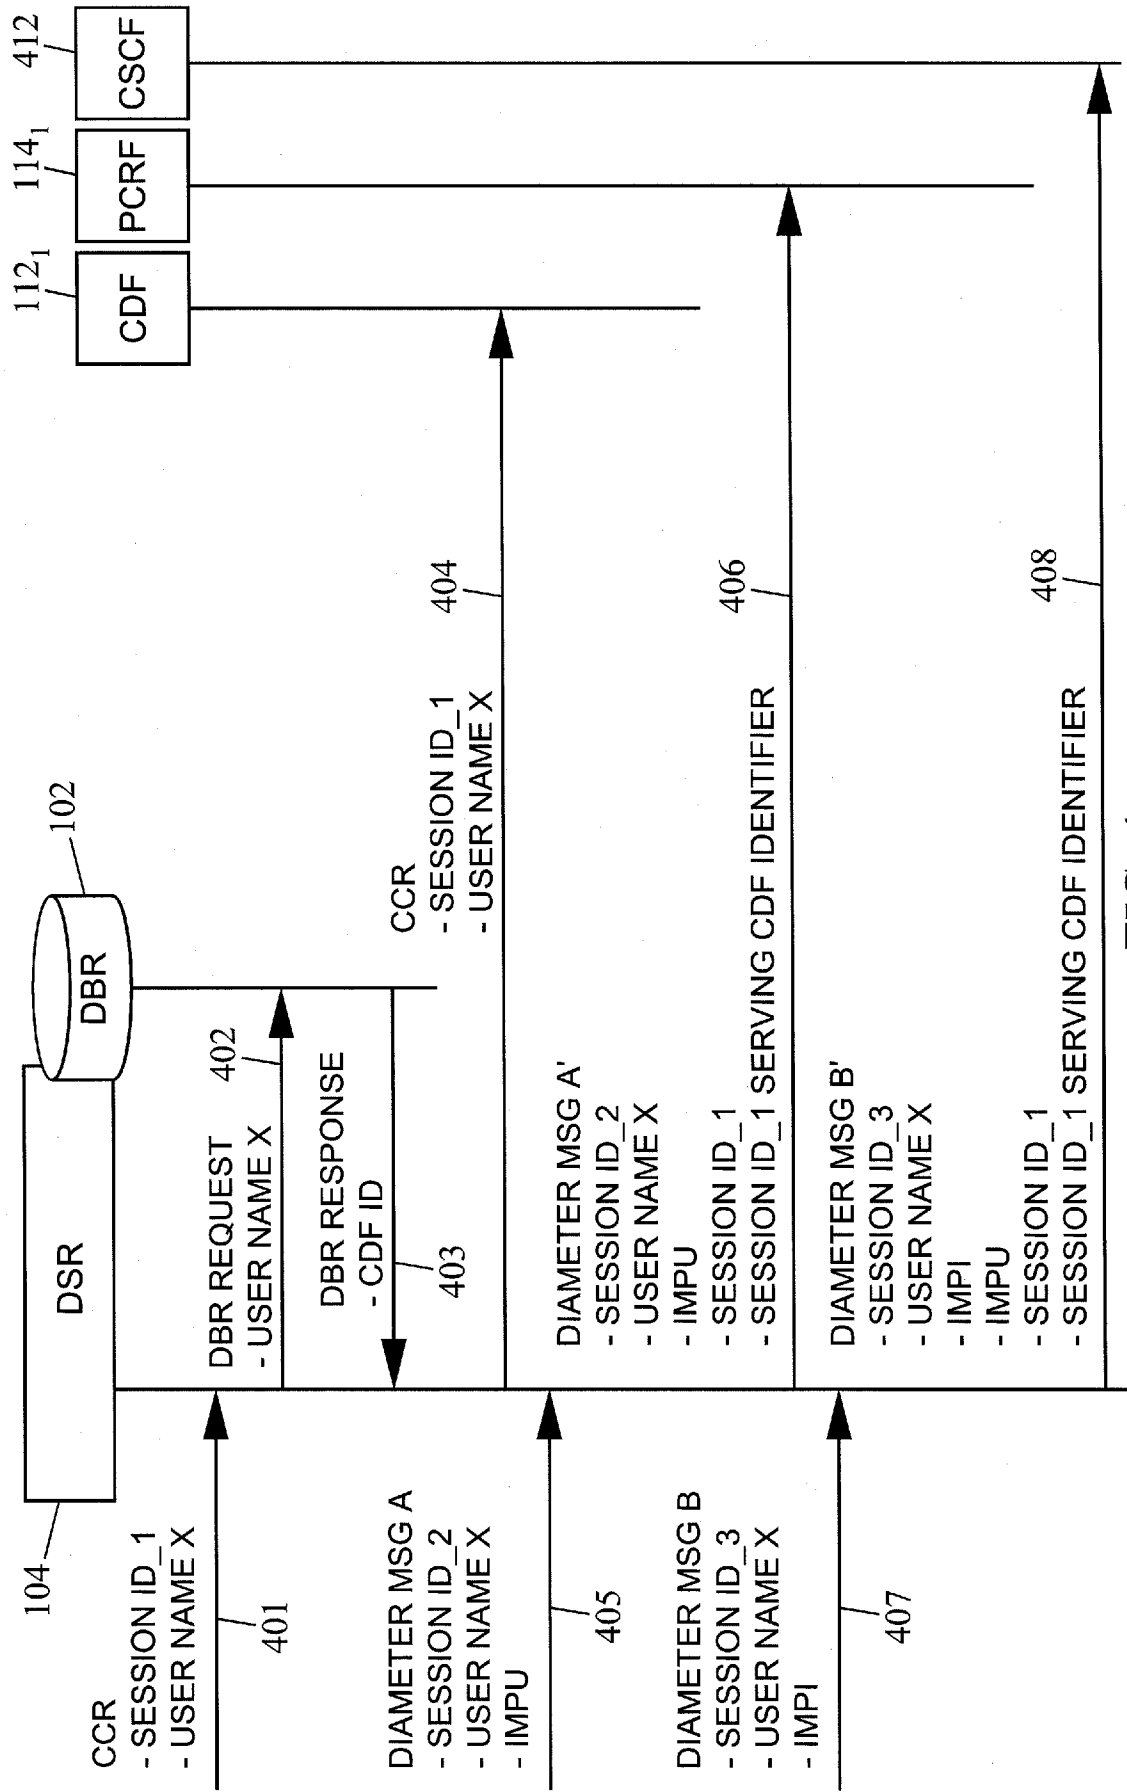 104
DSR
DBR
102
112₁
CDF
114₁
PCRF
412
CSCF
CCR
- SESSION ID_1
- USER NAME X
401
DBR REQUEST
- USER NAME X
402
DBR RESPONSE
- CDF ID
403
CCR
- SESSION ID_1
- USER NAME X
404
DIAMETER MSG A
- SESSION ID_2
- USER NAME X
- IMPU
405
DIAMETER MSG A'
- SESSION ID_2
- USER NAME X
- IMPU
- SESSION ID_1
- SESSION ID_1 SERVING CDF IDENTIFIER
406
DIAMETER MSG B
- SESSION ID_3
- USER NAME X
- IMPI
407
DIAMETER MSG B'
- SESSION ID_3
- USER NAME X
- IMPI
- IMPU
- SESSION ID_1
- SESSION ID_1 SERVING CDF IDENTIFIER
408